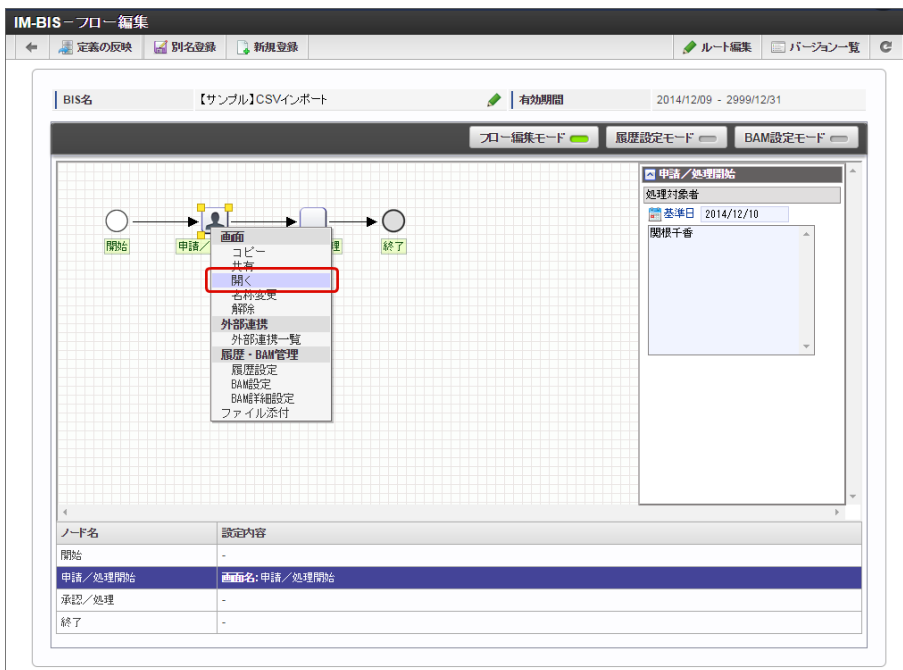 IM-BIS－フロー編集
定義の反映 別名登録 新規登録 ルート編集 バージョン一覧
BIS名 【サンプル】CSVインポート 有効期間 2014/12/09 - 2999/12/31
フロー編集モード 履歴設定モード BAM設定モード
申請／処理開始
処理対象者
基準日 2014/12/10
関根千香
開始 申請／ 理 終了
画面
コピー
共有
開く
名称変更
解除
外部連携
外部連携一覧
履歴・BAM管理
履歴設定
BAM設定
BAM詳細設定
ファイル添付
ノード名 設定内容
開始 -
申請／処理開始 画面名:申請／処理開始
承認／処理 -
終了 -